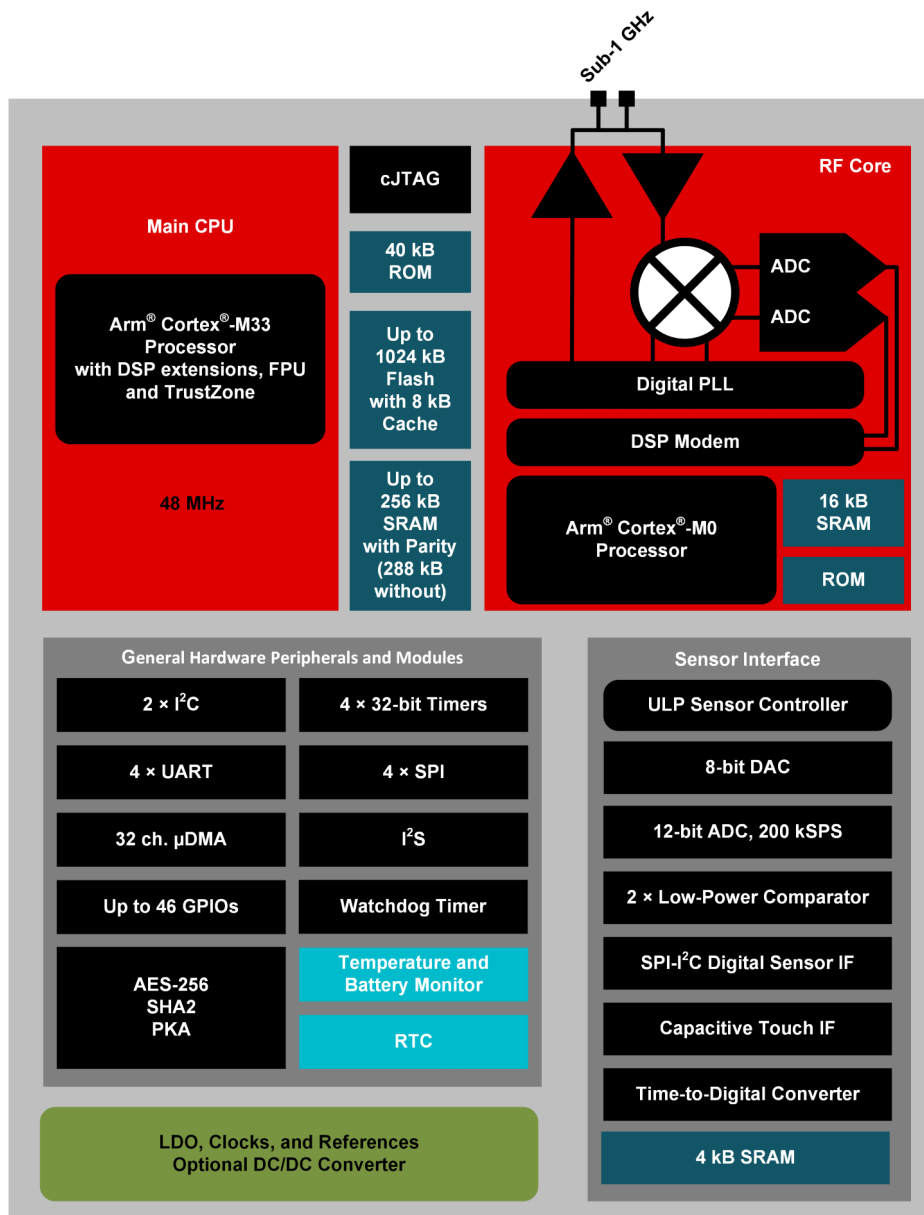 Sub-1 GHz
Main CPU
Arm® Cortex®-M33
Processor
with DSP extensions, FPU
and TrustZone
48 MHz
cJTAG
40 kB
ROM
Up to
1024 kB
Flash
with 8 kB
Cache
Up to
256 kB
SRAM
with Parity
(288 kB
without)
RF Core
ADC
ADC
Digital PLL
DSP Modem
Arm® Cortex®-M0
Processor
16 kB
SRAM
ROM
General Hardware Peripherals and Modules
2 × I²C
4 × 32-bit Timers
4 × UART
4 × SPI
32 ch. µDMA
I²S
Up to 46 GPIOs
Watchdog Timer
AES-256
SHA2
PKA
Temperature and
Battery Monitor
RTC
LDO, Clocks, and References
Optional DC/DC Converter
Sensor Interface
ULP Sensor Controller
8-bit DAC
12-bit ADC, 200 kSPS
2 × Low-Power Comparator
SPI-I²C Digital Sensor IF
Capacitive Touch IF
Time-to-Digital Converter
4 kB SRAM